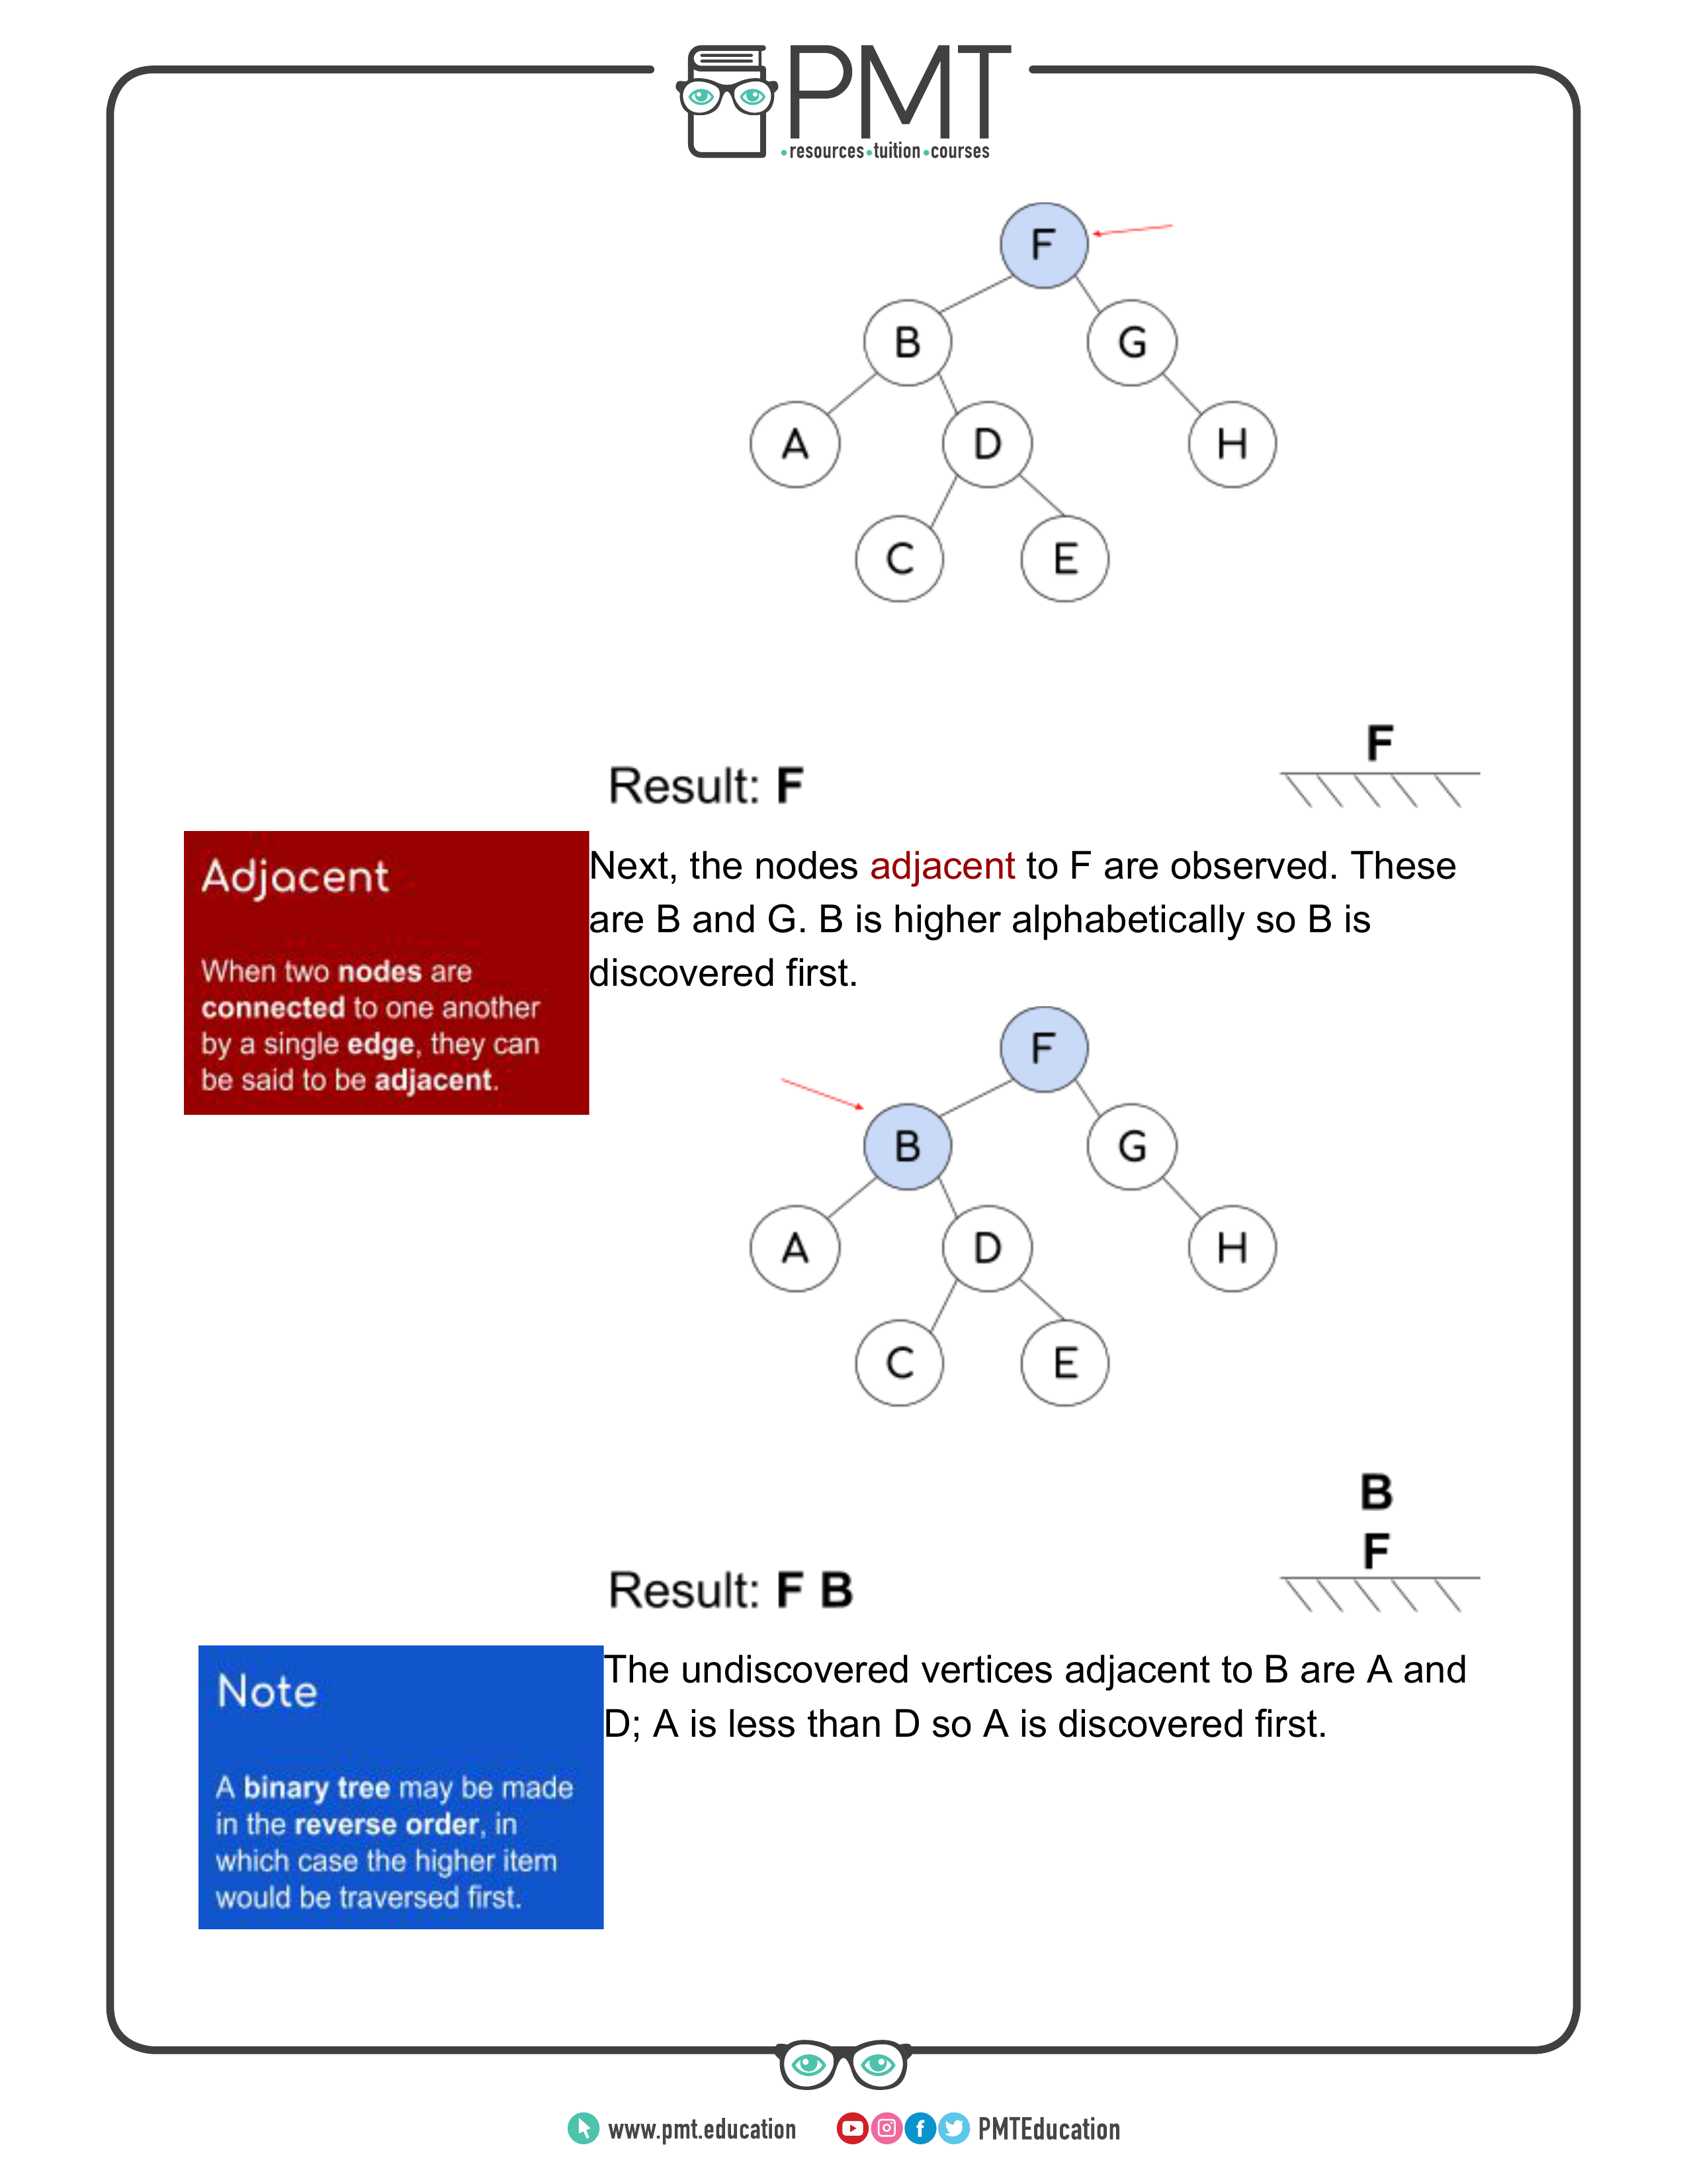 PMT
•resources•tuition•courses
F
B
G
A
D
H
C
E
F
Result: F
Adjacent
When two nodes are
connected to one another
by a single edge, they can
be said to be adjacent.
Next, the nodes adjacent to F are observed. These
are B and G. B is higher alphabetically so B is
discovered first.
F
B
G
A
D
H
C
E
B
F
Result: F B
Note
A binary tree may be made
in the reverse order, in
which case the higher item
would be traversed first.
The undiscovered vertices adjacent to B are A and
D; A is less than D so A is discovered first.
www.pmt.education
PMTEducation